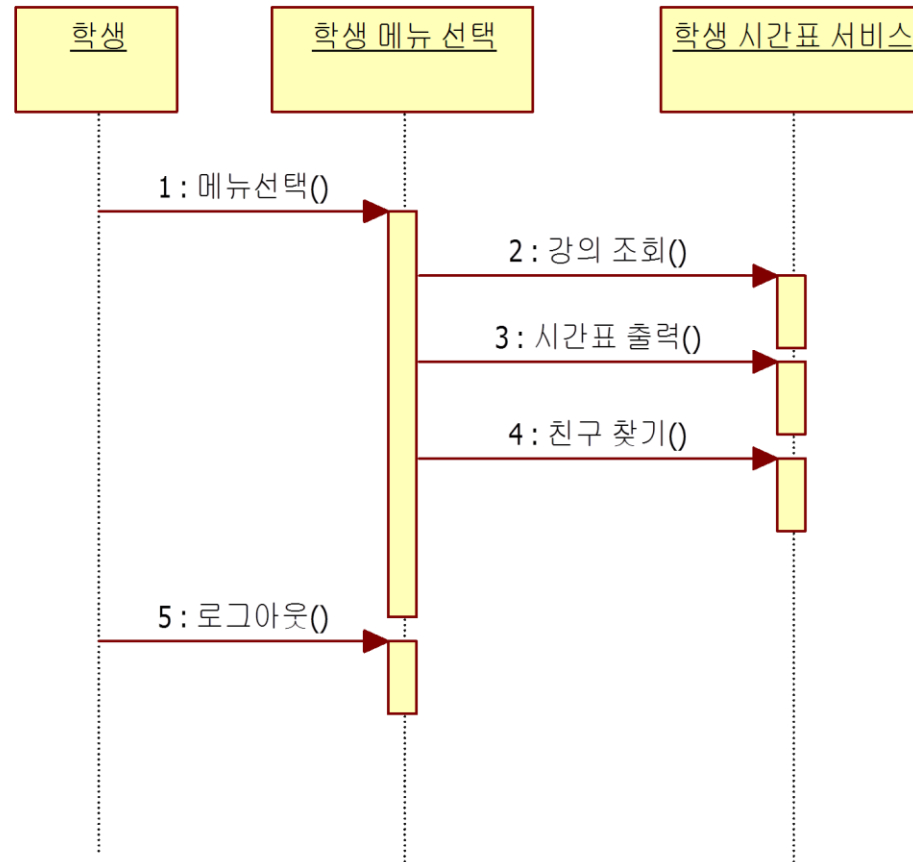 학생
학생 메뉴 선택
학생 시간표 서비스
1 : 메뉴선택()
2 : 강의 조회()
3 : 시간표 출력()
4 : 친구 찾기()
5 : 로그아웃()